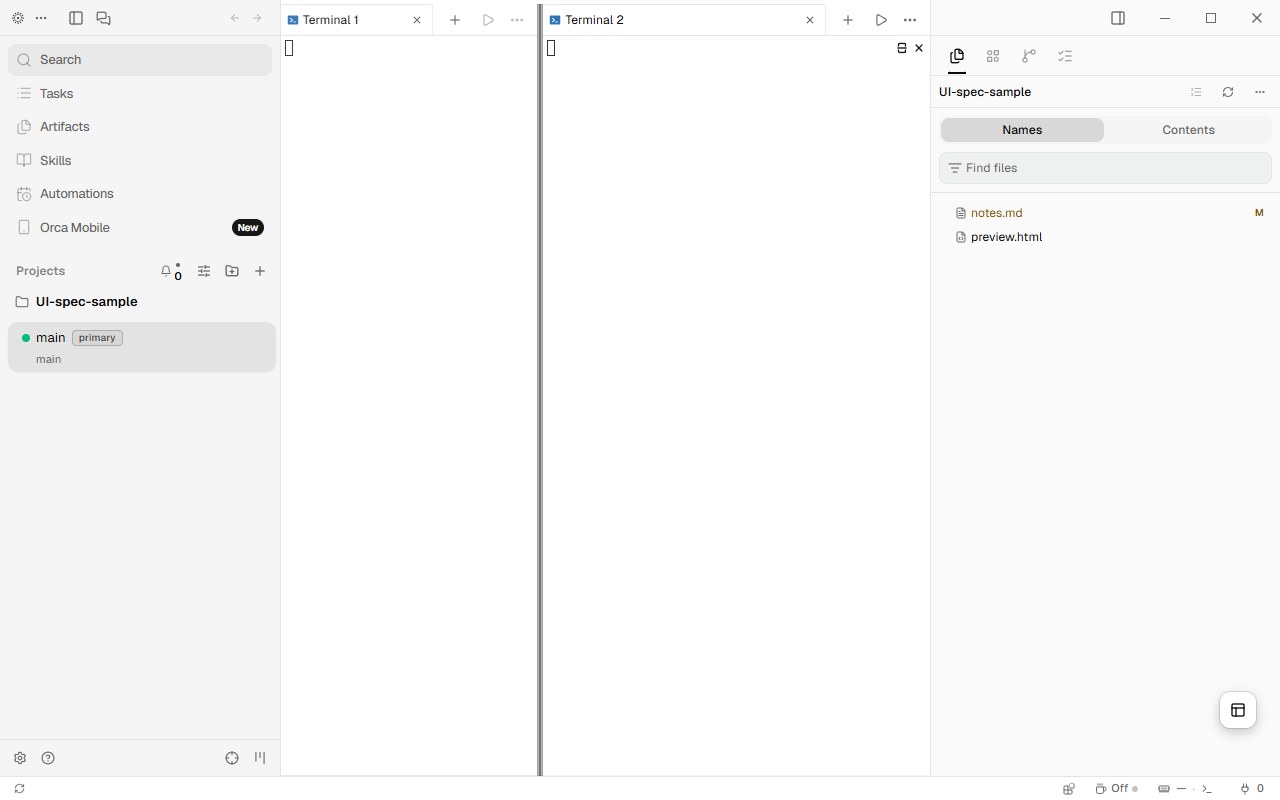 Terminal 1
Terminal 2
Search
Tasks
Artifacts
Skills
Automations
Orca Mobile
New
Projects
0
UI-spec-sample
main
primary
main
UI-spec-sample
Names
Contents
Find files
notes.md
M
preview.html
Off
0